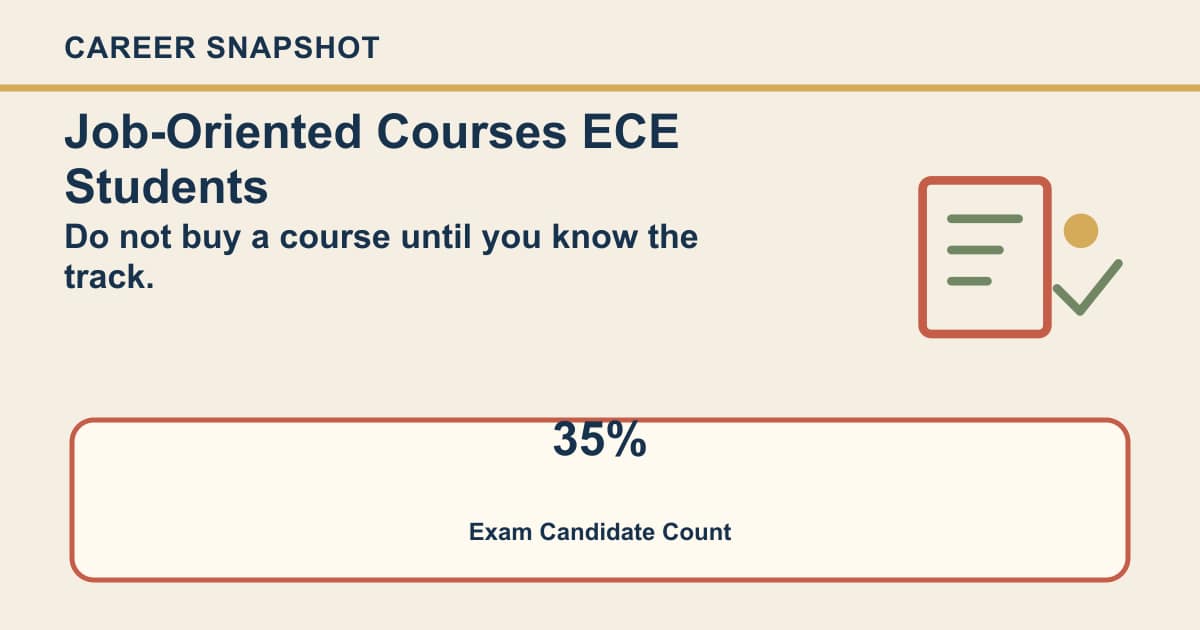 CAREER SNAPSHOT
Job-Oriented Courses ECE
Students
Do not buy a course until you know the
track.
35%
Exam Candidate Count